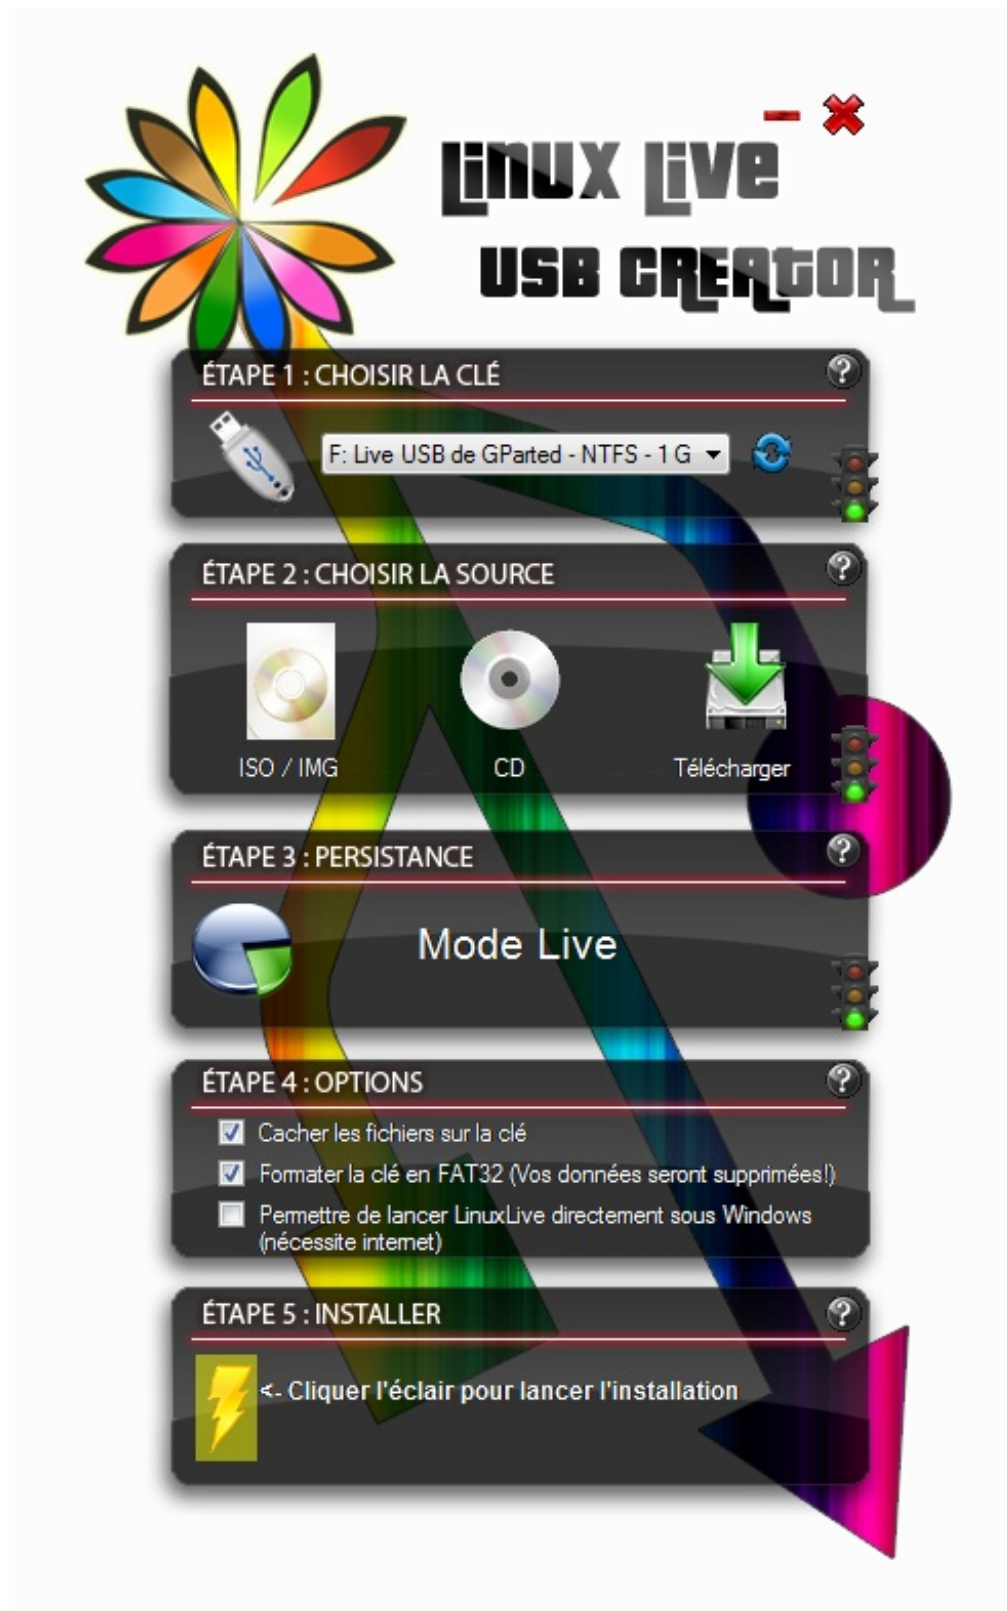 Linux Live
USB CREATOR
ÉTAPE 1 : CHOISIR LA CLÉ
?
F: Live USB de GParted - NTFS - 1 G
ÉTAPE 2 : CHOISIR LA SOURCE
?
ISO / IMG
CD
Télécharger
ÉTAPE 3 : PERSISTANCE
?
Mode Live
ÉTAPE 4 : OPTIONS
?
Cacher les fichiers sur la clé
Formater la clé en FAT32 (Vos données seront supprimées!)
Permettre de lancer LinuxLive directement sous Windows
(nécessite internet)
ÉTAPE 5 : INSTALLER
?
<- Cliquer l'éclair pour lancer l'installation